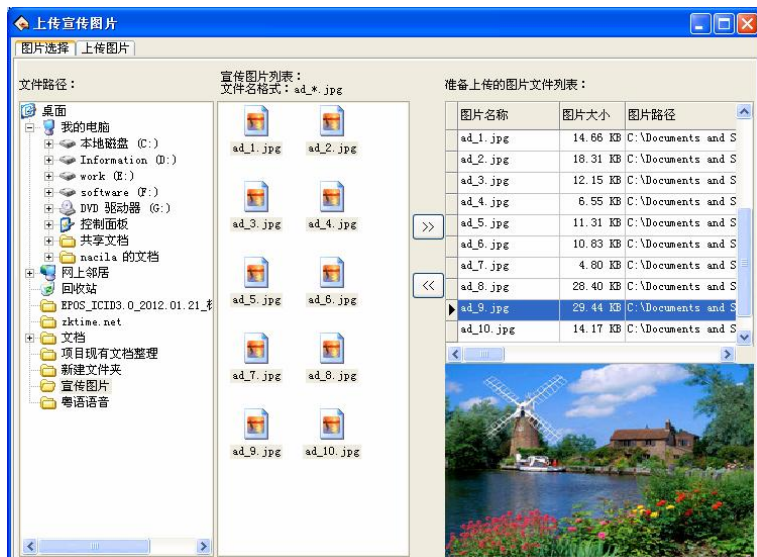 上传宣传图片
图片选择 上传图片
文件路径：
桌面
我的电脑
本地磁盘 (C:)
Information (D:)
work (E:)
software (F:)
DVD 驱动器 (G:)
控制面板
共享文档
nacila 的文档
网上邻居
回收站
EPOS_ICID3.0_2012.01.21_
zktime.net
文档
项目现有文档整理
新建文件夹
宣传图片
粤语语音
宣传图片列表：
文件名格式：ad_*.jpg
ad_1.jpg ad_2.jpg
ad_3.jpg ad_4.jpg
ad_5.jpg ad_6.jpg
ad_7.jpg ad_8.jpg
ad_9.jpg ad_10.jpg
>>
<<
准备上传的图片文件列表：
图片名称 图片大小 图片路径
ad_1.jpg 14.66 KB C:\Documents and S
ad_2.jpg 18.31 KB C:\Documents and S
ad_3.jpg 12.15 KB C:\Documents and S
ad_4.jpg 6.55 KB C:\Documents and S
ad_5.jpg 11.31 KB C:\Documents and S
ad_6.jpg 10.83 KB C:\Documents and S
ad_7.jpg 4.80 KB C:\Documents and S
ad_8.jpg 28.40 KB C:\Documents and S
ad_9.jpg 29.44 KB C:\Documents and S
ad_10.jpg 14.17 KB C:\Documents and S